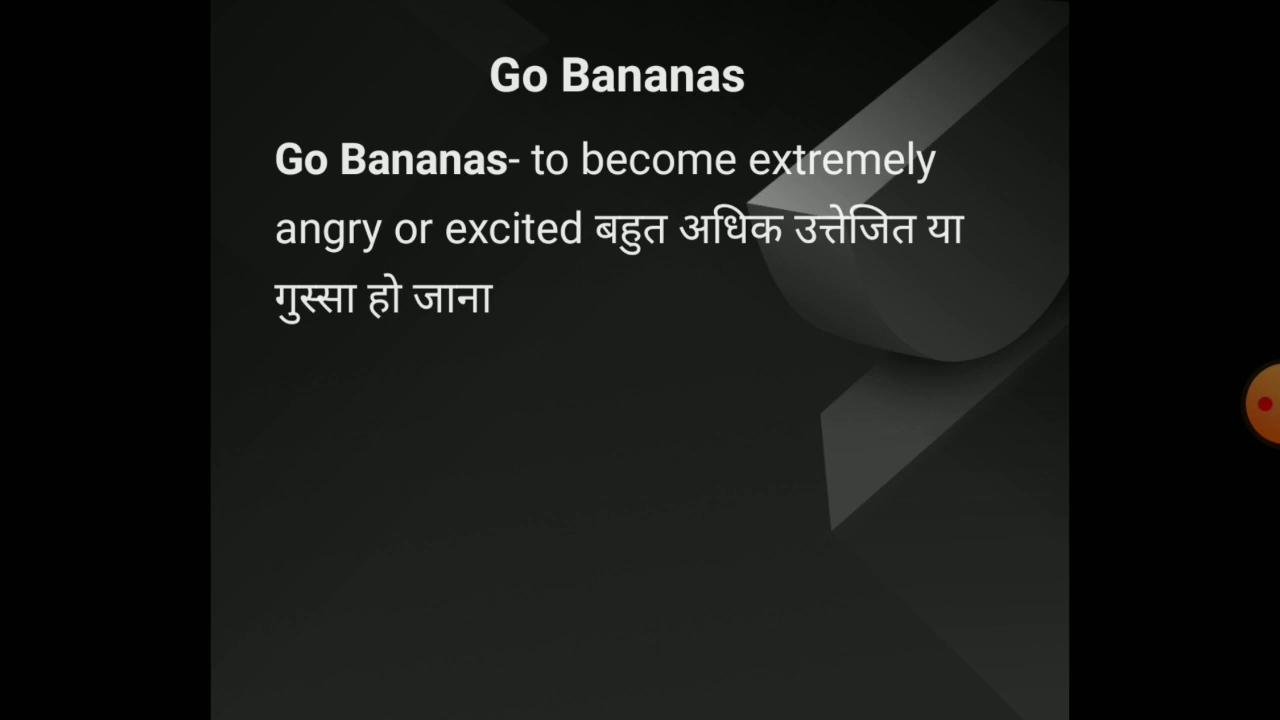 Go Bananas
Go Bananas- to become extremely
angry or excited बहुत अधिक उत्तेजित या
गुस्सा हो जाना